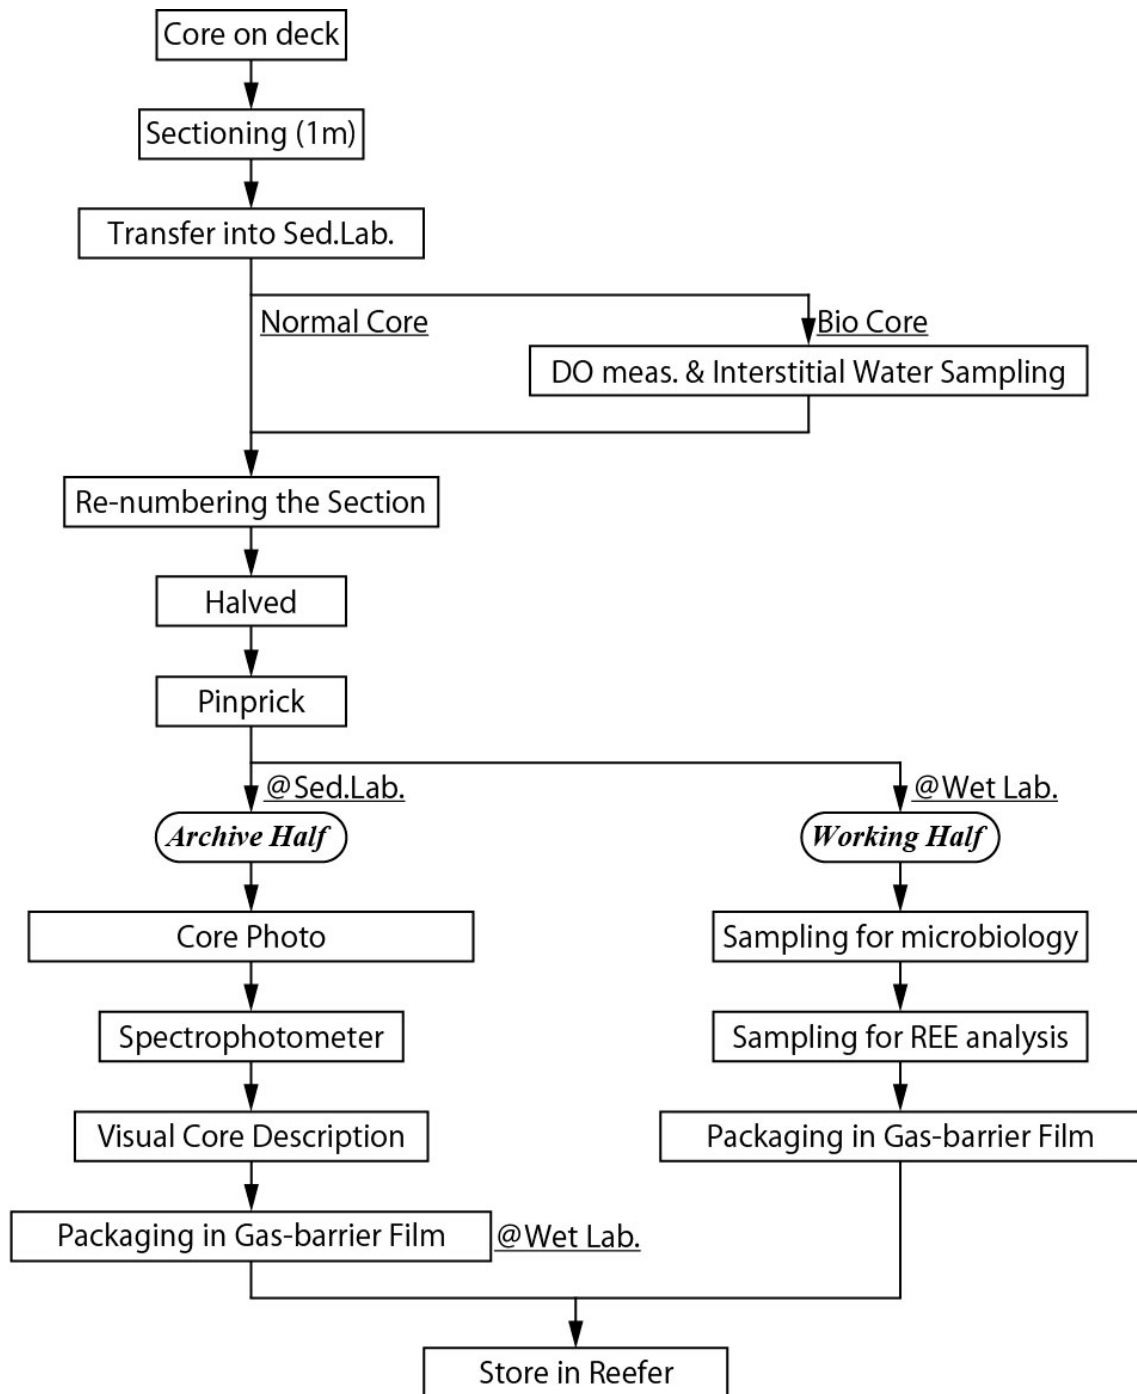 Core on deck
Sectioning (1m)
Transfer into Sed.Lab.
Normal Core
Bio Core
DO meas. & Interstitial Water Sampling
Re-numbering the Section
Halved
Pinprick
@Sed.Lab.
@Wet Lab.
Archive Half
Working Half
Core Photo
Sampling for microbiology
Spectrophotometer
Sampling for REE analysis
Visual Core Description
Packaging in Gas-barrier Film
Packaging in Gas-barrier Film
@Wet Lab.
Store in Reefer